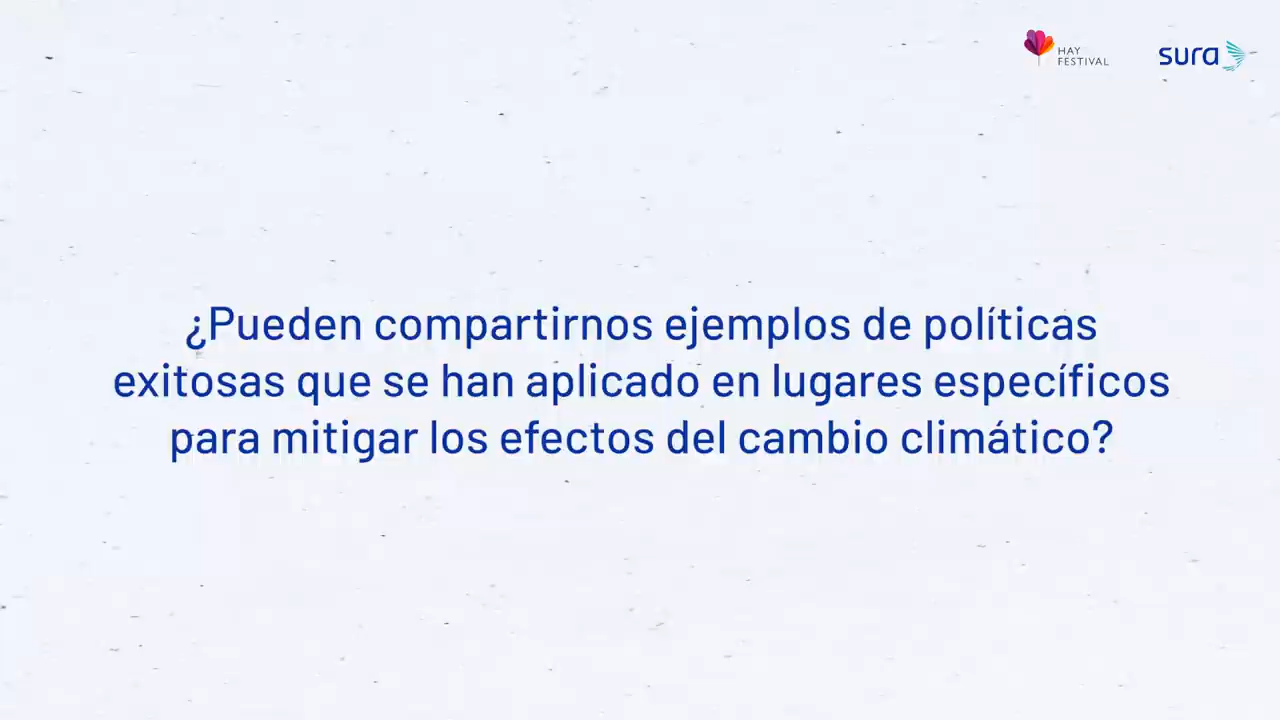 HAY
FESTIVAL
sura
¿Pueden compartirnos ejemplos de políticas
exitosas que se han aplicado en lugares específicos
para mitigar los efectos del cambio climático?